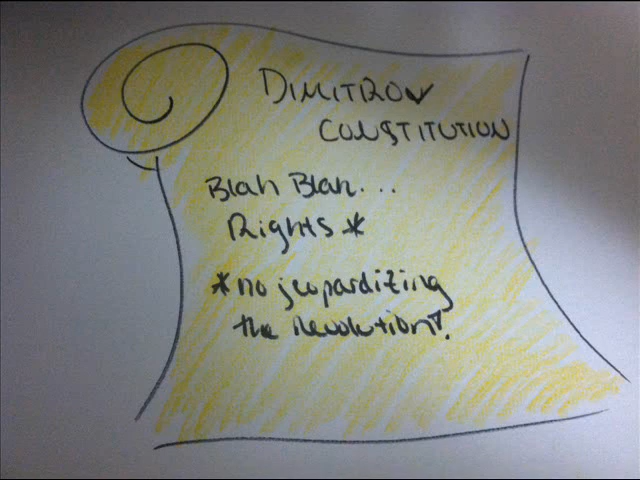 DIMITROV
CONSTITUTION
Blah Blah...
Rights *
*no jeopardizing
the revolution!